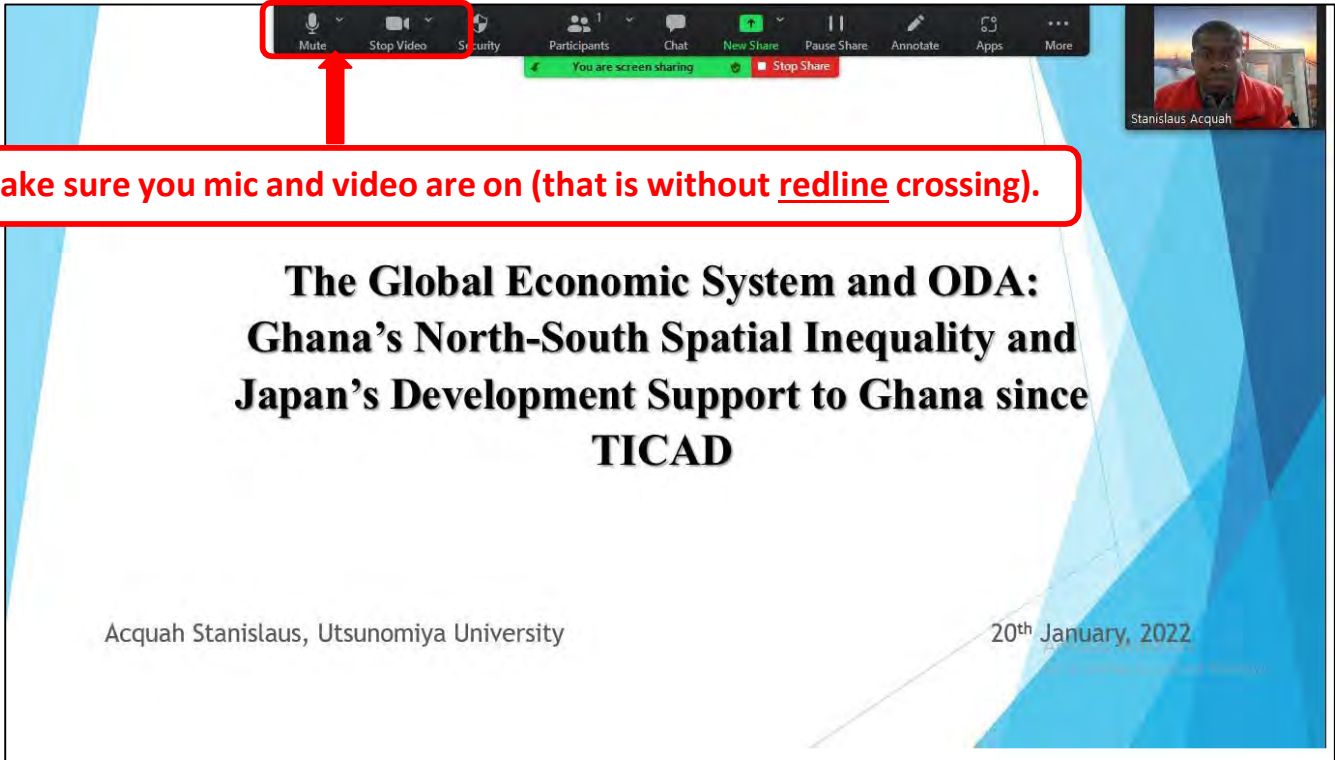 Mute Stop Video Security Participants 1 Chat New Share Pause Share Annotate Apps More
You are screen sharing Stop Share
Stanislaus Acquah
ake sure you mic and video are on (that is without redline crossing).
The Global Economic System and ODA:
Ghana’s North-South Spatial Inequality and
Japan’s Development Support to Ghana since
TICAD
Acquah Stanislaus, Utsunomiya University 20th January, 2022